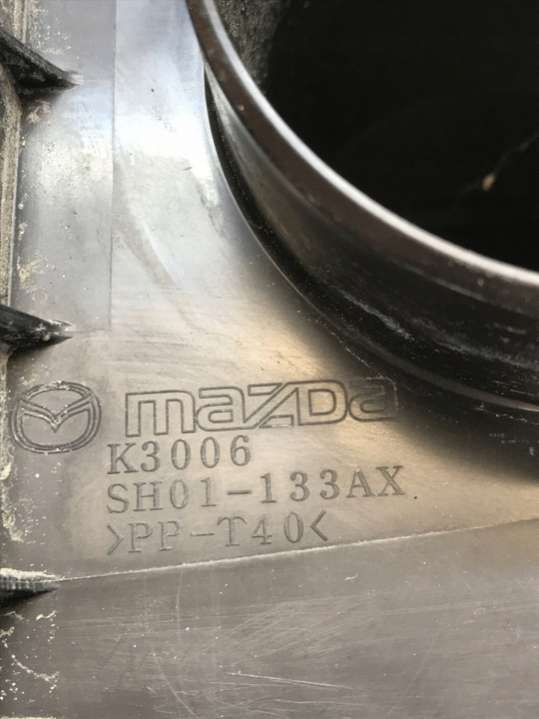 mazda
K3006
SH01-133AX
>PP-T40<